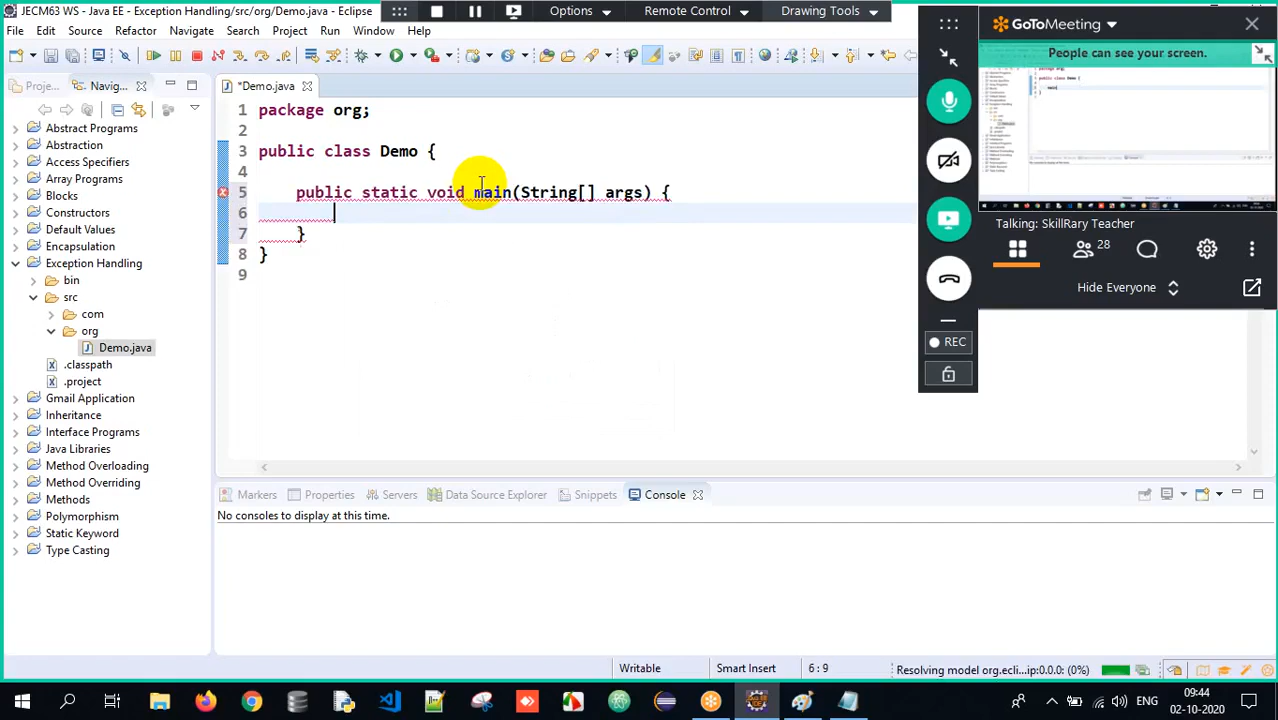 JECM63 WS - Java EE - Exception Handling/src/org/Demo.java - Eclipse
Options
Remote Control
Drawing Tools
File Edit Source Refactor Navigate Search Project Run Window Help
GoToMeeting
People can see your screen.
Proje...
Navig...
*Demo.java
1 package org;
2
3 public class Demo {
4
5 public static void main(String[] args) {
6
7 }
8 }
9
Abstract Programs
Abstraction
Access Specifiers
Array Programs
Blocks
Constructors
Default Values
Encapsulation
Exception Handling
bin
src
com
org
Demo.java
.classpath
.project
Gmail Application
Inheritance
Interface Programs
Java Libraries
Method Overloading
Method Overriding
Methods
Polymorphism
Static Keyword
Type Casting
Talking: SkillRary Teacher
28
Hide Everyone
REC
Markers
Properties
Servers
Data Source Explorer
Snippets
Console
No consoles to display at this time.
Writable
Smart Insert
6 : 9
Resolving model org.ecli...ip:0.0.0: (0%)
ENG
09:44
02-10-2020